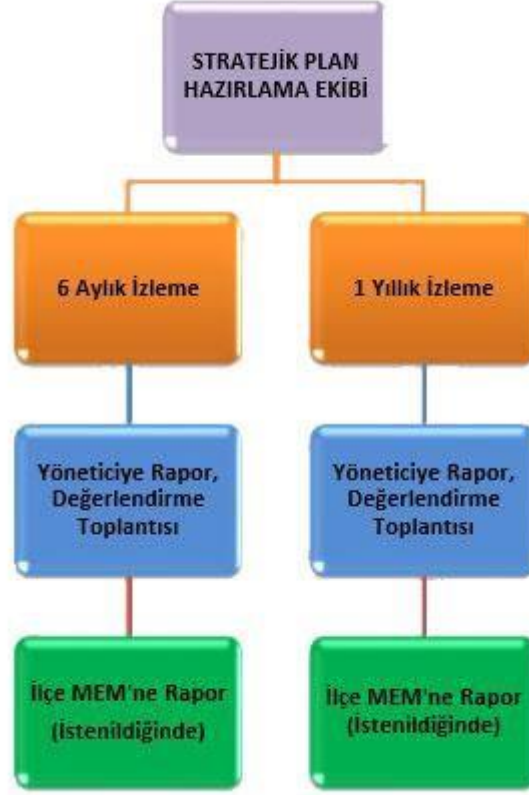 STRATEJİK PLAN
HAZIRLAMA EKİBİ
6 Aylık İzleme
1 Yıllık İzleme
Yöneticiye Rapor,
Değerlendirme
Toplantısı
Yöneticiye Rapor,
Değerlendirme
Toplantısı
İlçe MEM'ne Rapor
(İstenildiğinde)
İlçe MEM'ne Rapor
(İstenildiğinde)